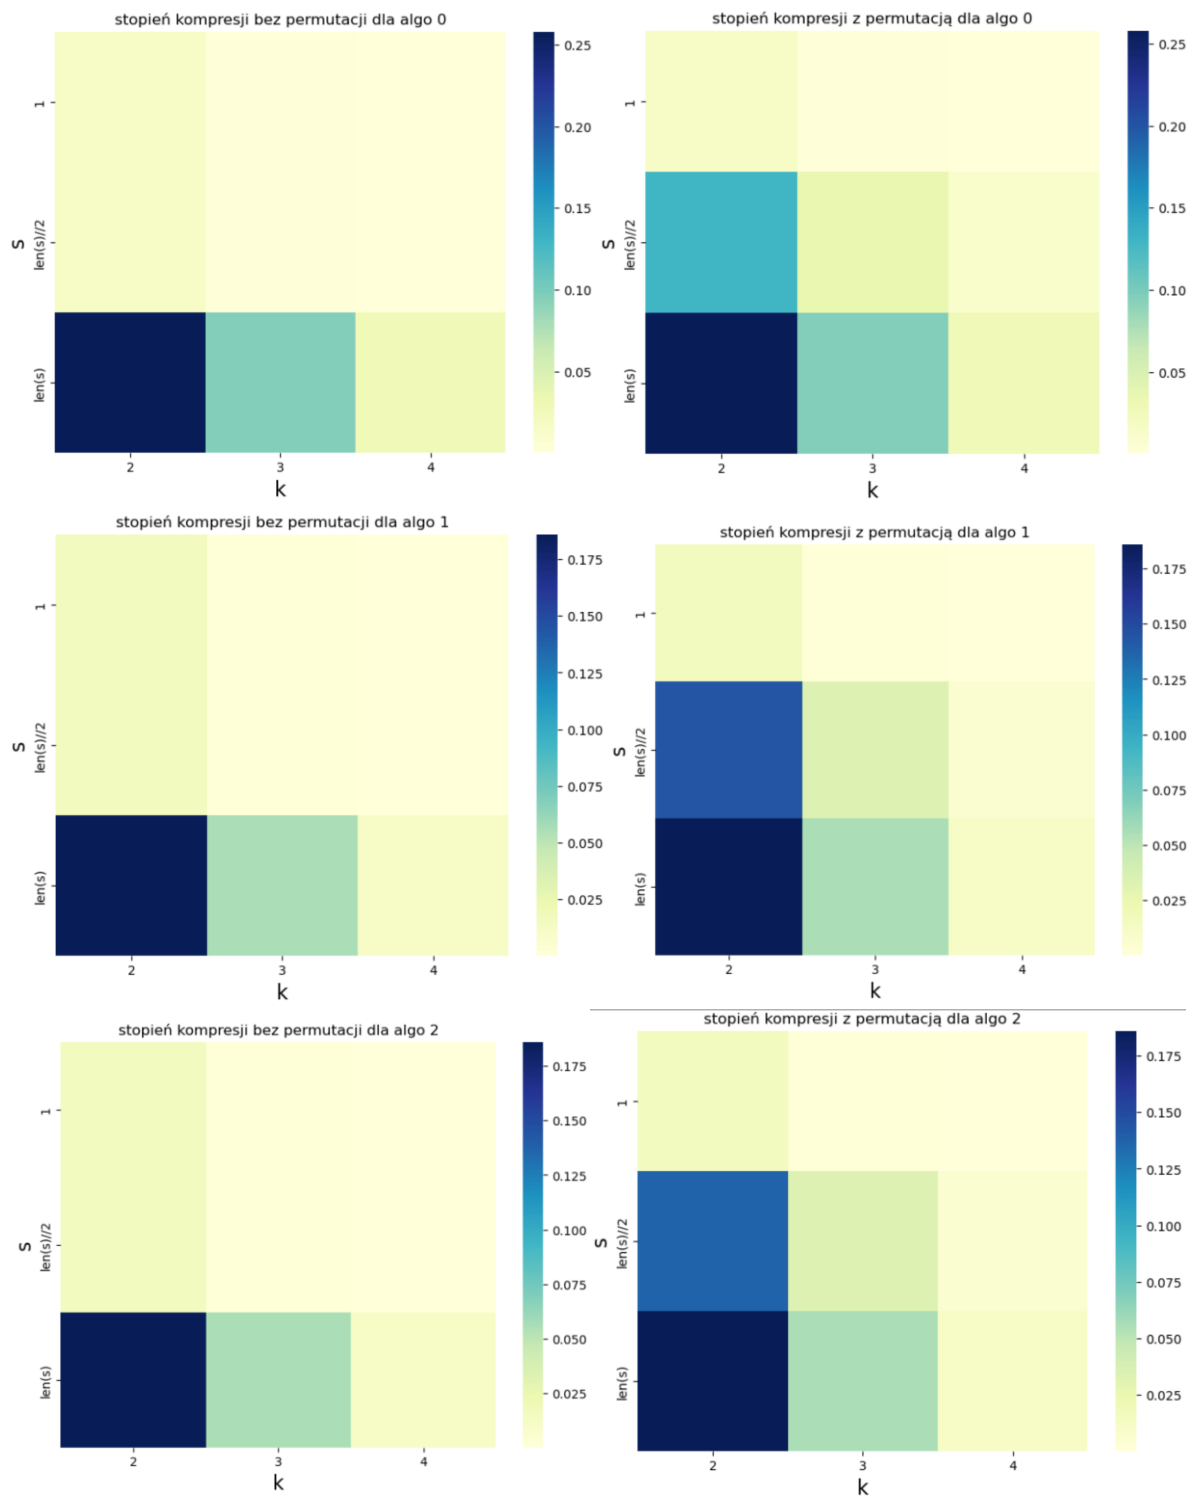 stopień kompresji bez permutacji dla algo 0
1
len(s)//2
len(s)
s
2
3
4
k
0.25
0.20
0.15
0.10
0.05
stopień kompresji z permutacją dla algo 0
1
len(s)//2
len(s)
s
2
3
4
k
0.25
0.20
0.15
0.10
0.05
stopień kompresji bez permutacji dla algo 1
1
len(s)//2
len(s)
s
2
3
4
k
0.175
0.150
0.125
0.100
0.075
0.050
0.025
stopień kompresji z permutacją dla algo 1
1
len(s)//2
len(s)
s
2
3
4
k
0.175
0.150
0.125
0.100
0.075
0.050
0.025
stopień kompresji bez permutacji dla algo 2
1
len(s)//2
len(s)
s
2
3
4
k
0.175
0.150
0.125
0.100
0.075
0.050
0.025
stopień kompresji z permutacją dla algo 2
1
len(s)//2
len(s)
s
2
3
4
k
0.175
0.150
0.125
0.100
0.075
0.050
0.025